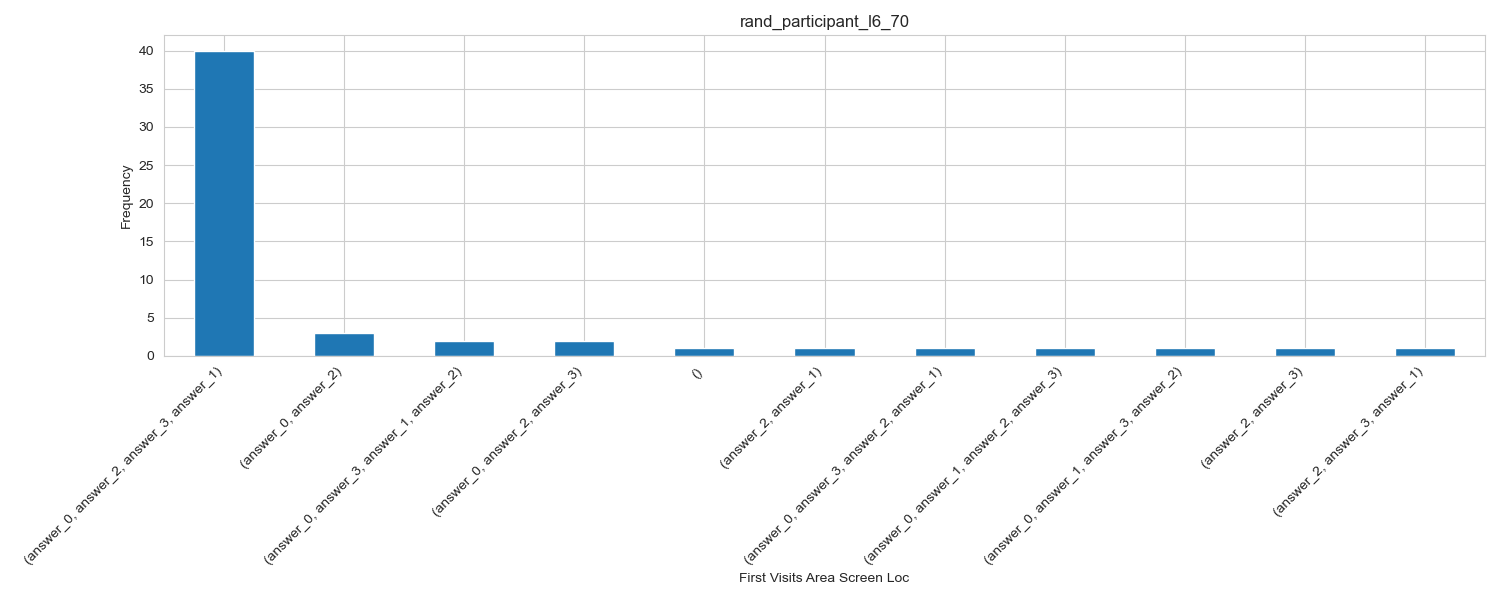 rand_participant_l6_70
Frequency
40
35
30
25
20
15
10
5
0
(answer_0, answer_2, answer_3, answer_1)
(answer_0, answer_2)
(answer_0, answer_3, answer_1, answer_2)
(answer_0, answer_2, answer_3)
()
(answer_2, answer_1)
(answer_0, answer_3, answer_2, answer_1)
(answer_0, answer_1, answer_2, answer_3)
(answer_0, answer_1, answer_3, answer_2)
(answer_2, answer_3)
(answer_2, answer_3, answer_1)
First Visits Area Screen Loc